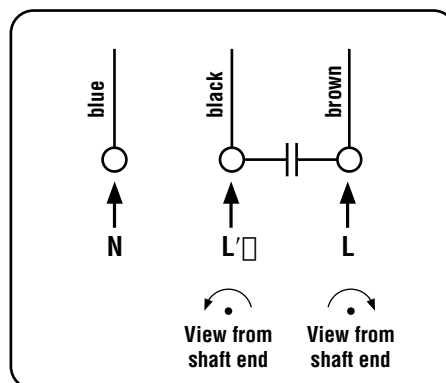 blue
black
brown
N
L'▯
L
View from
shaft end
View from
shaft end